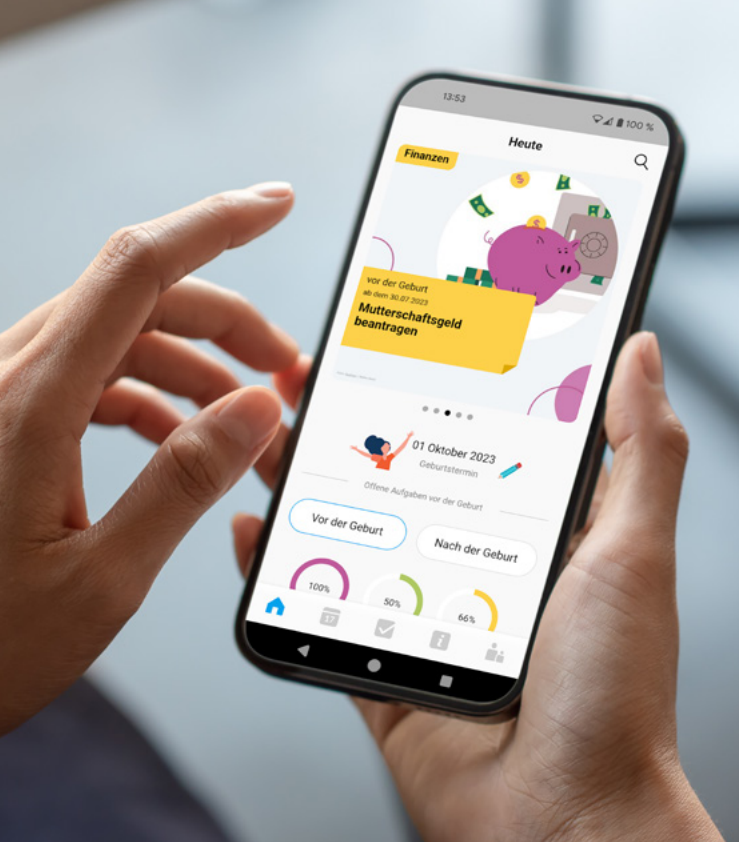 13:53
100 %
Heute
Finanzen
vor der Geburt
ab dem 30.07.2023
Mutterschaftsgeld
beantragen
01 Oktober 2023
Geburtstermin
Offene Aufgaben vor der Geburt
Vor der Geburt
Nach der Geburt
100%
50%
66%
17